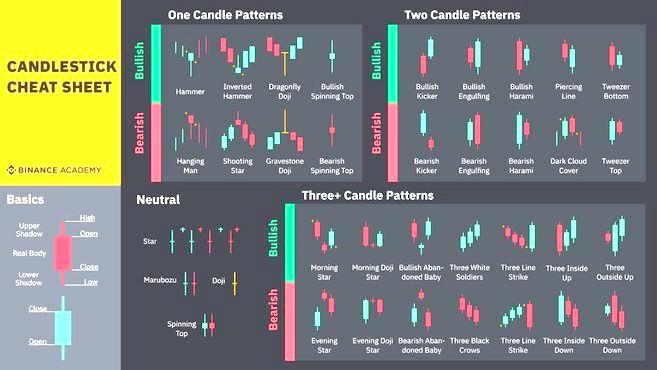 CANDLESTICK
CHEAT SHEET
BINANCE ACADEMY
One Candle Patterns
Bullish
Hammer
Inverted
Hammer
Dragonfly
Doji
Bullish
Spinning Top
Bearish
Hanging
Man
Shooting
Star
Gravestone
Doji
Bearish
Spinning Top
Two Candle Patterns
Bullish
Bullish
Kicker
Bullish
Engulfing
Bullish
Harami
Piercing
Line
Tweezer
Bottom
Bearish
Bearish
Kicker
Bearish
Engulfing
Bearish
Harami
Dark Cloud
Cover
Tweezer
Top
Basics
High
Upper
Shadow
Open
Real Body
Close
Lower
Shadow
Low
Close
Open
Neutral
Star
Marubozu
Doji
Spinning
Top
Three+ Candle Patterns
Bullish
Morning
Star
Morning Doji
Star
Bullish Aban-
doned Baby
Three White
Soldiers
Three Line
Strike
Three Inside
Up
Three
Outside Up
Bearish
Evening
Star
Evening Doji
Star
Bearish Aban-
doned Baby
Three Black
Crows
Three Line
Strike
Three Inside
Down
Three Outside
Down